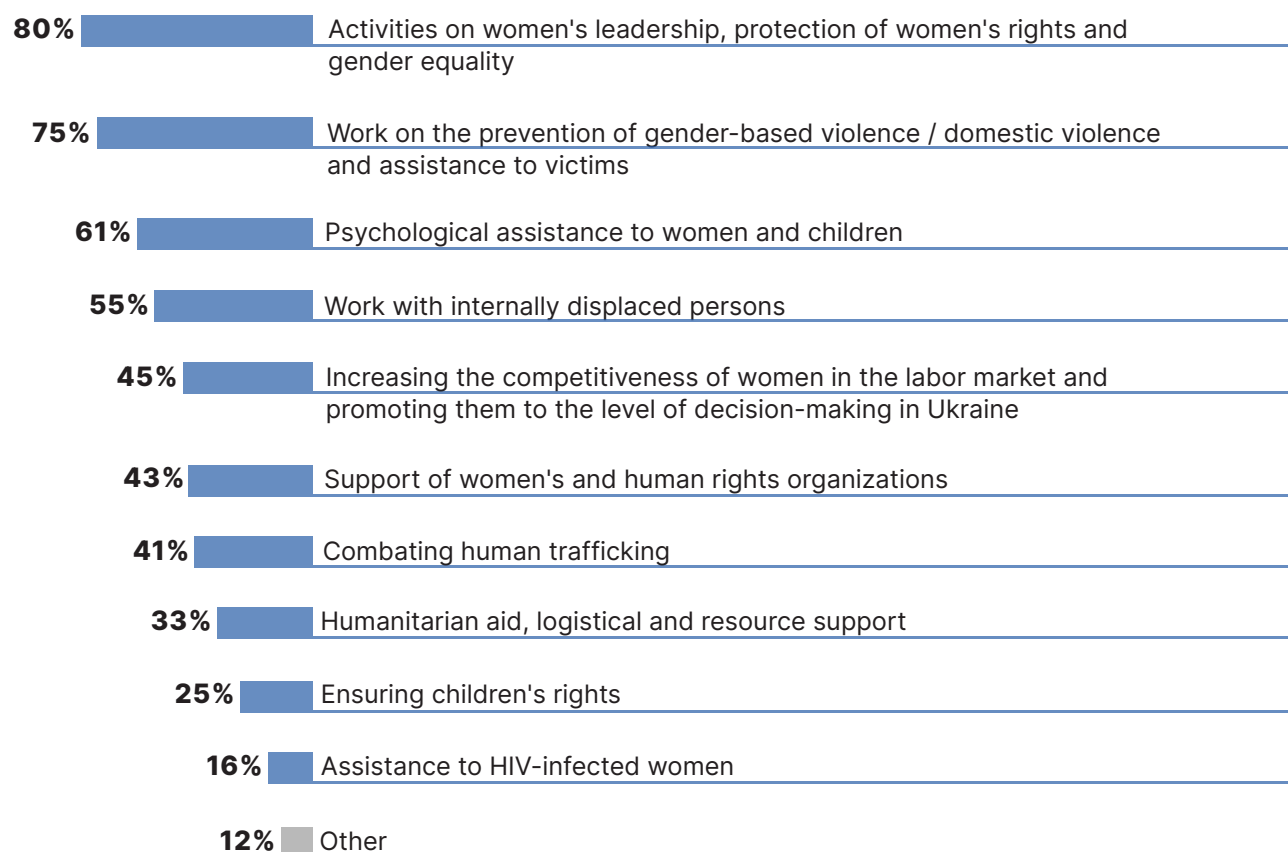 80% Activities on women's leadership, protection of women's rights and
gender equality
75% Work on the prevention of gender-based violence / domestic violence
and assistance to victims
61% Psychological assistance to women and children
55% Work with internally displaced persons
45% Increasing the competitiveness of women in the labor market and
promoting them to the level of decision-making in Ukraine
43% Support of women's and human rights organizations
41% Combating human trafficking
33% Humanitarian aid, logistical and resource support
25% Ensuring children's rights
16% Assistance to HIV-infected women
12% Other